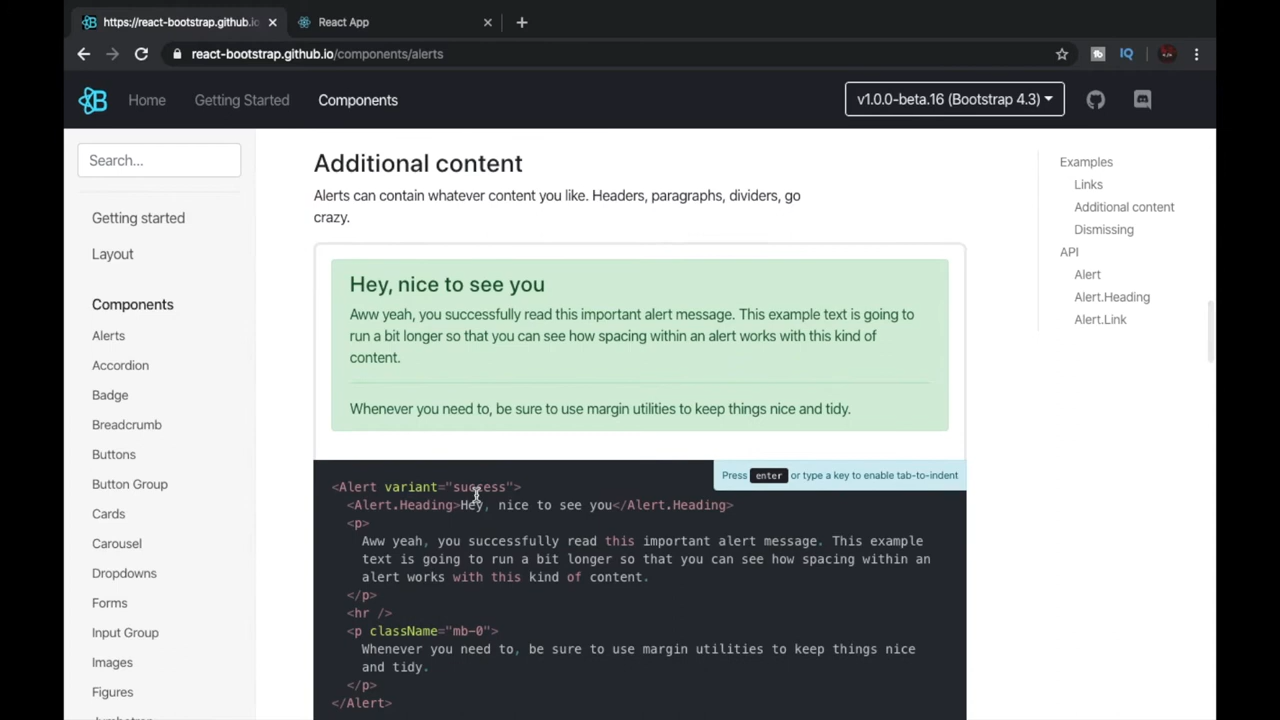 https://react-bootstrap.github.io
React App
react-bootstrap.github.io/components/alerts
IQ
Home
Getting Started
Components
v1.0.0-beta.16 (Bootstrap 4.3)
Search...
Getting started
Layout
Components
Alerts
Accordion
Badge
Breadcrumb
Buttons
Button Group
Cards
Carousel
Dropdowns
Forms
Input Group
Images
Figures
Additional content
Alerts can contain whatever content you like. Headers, paragraphs, dividers, go
crazy.
Hey, nice to see you
Aww yeah, you successfully read this important alert message. This example text is going to
run a bit longer so that you can see how spacing within an alert works with this kind of
content.
Whenever you need to, be sure to use margin utilities to keep things nice and tidy.
Press enter or type a key to enable tab-to-indent
<Alert variant="success">
<Alert.Heading>Hey, nice to see you</Alert.Heading>
<p>
Aww yeah, you successfully read this important alert message. This example
text is going to run a bit longer so that you can see how spacing within an
alert works with this kind of content.
</p>
<hr />
<p className="mb-0">
Whenever you need to, be sure to use margin utilities to keep things nice
and tidy.
</p>
</Alert>
Examples
Links
Additional content
Dismissing
API
Alert
Alert.Heading
Alert.Link